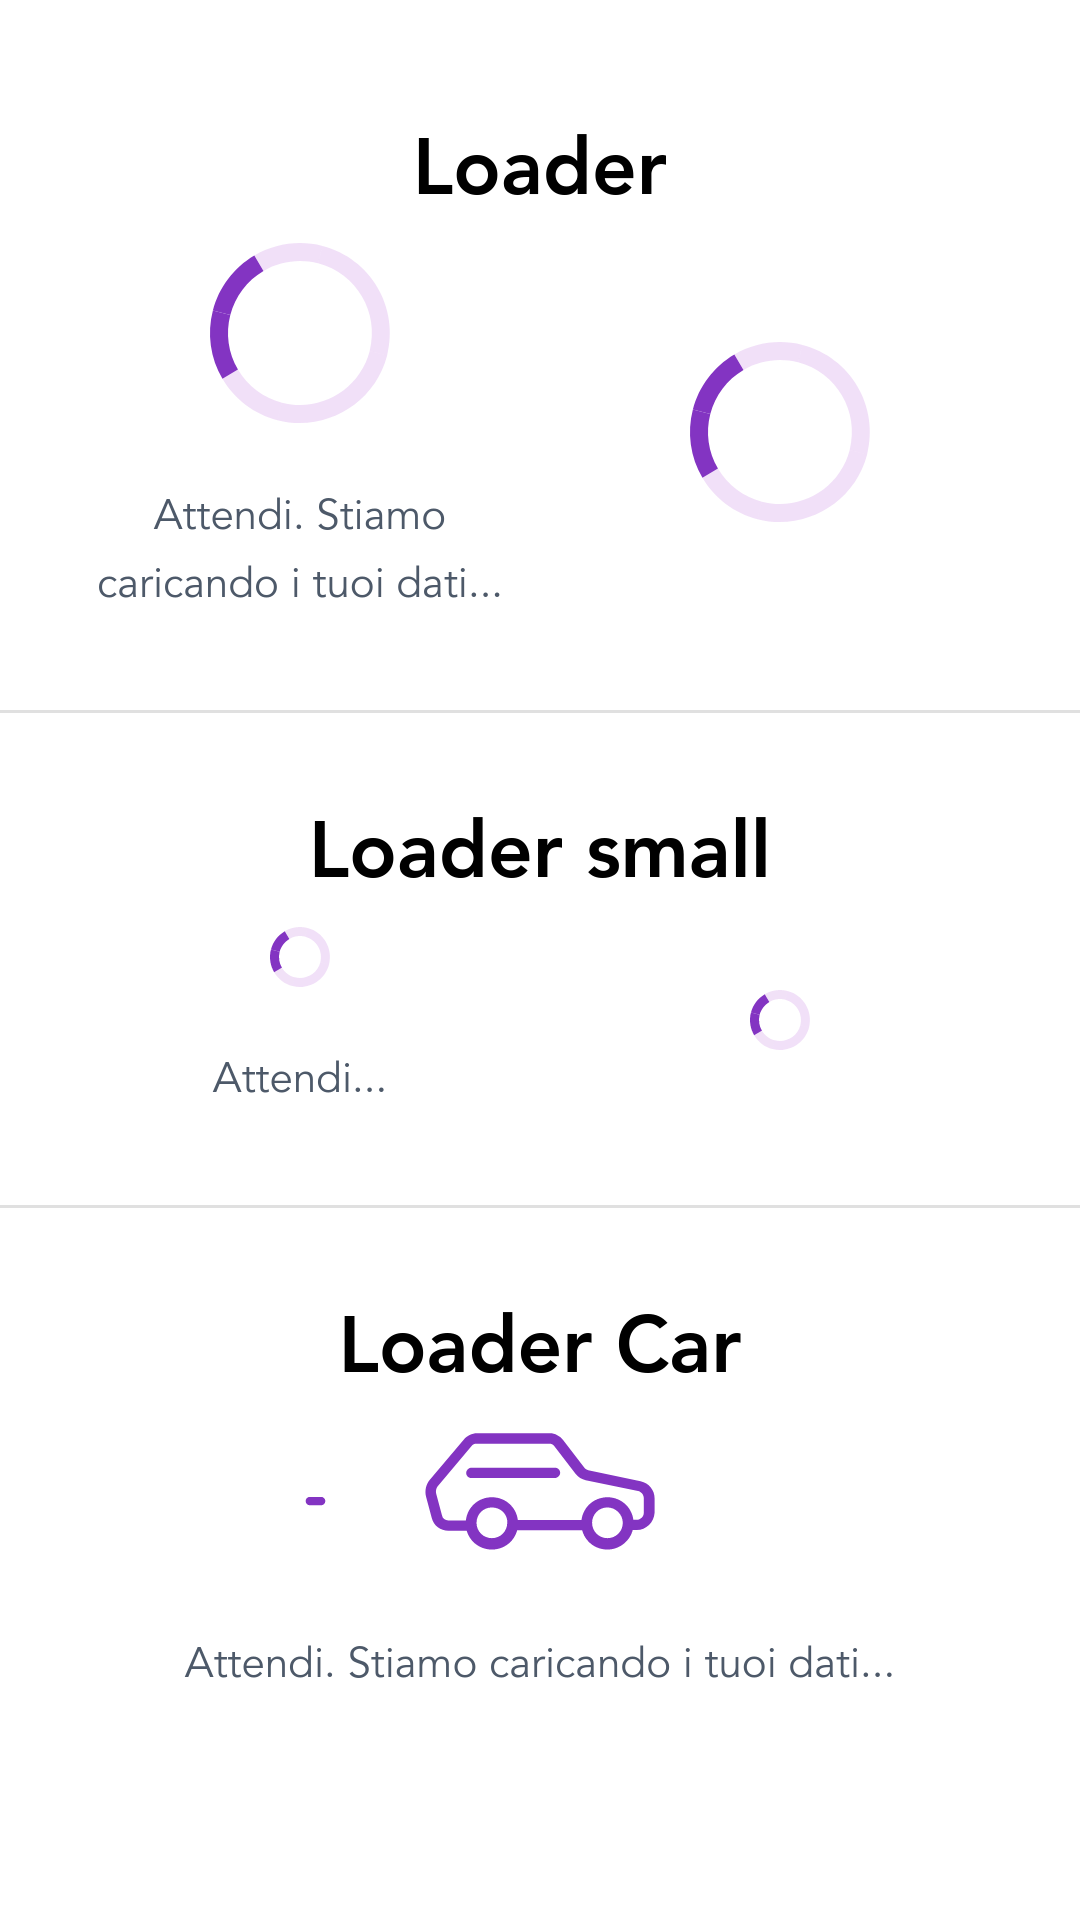 Loader
Attendi. Stiamo
caricando i tuoi dati...
Loader small
Attendi...
Loader Car
Attendi. Stiamo caricando i tuoi dati...